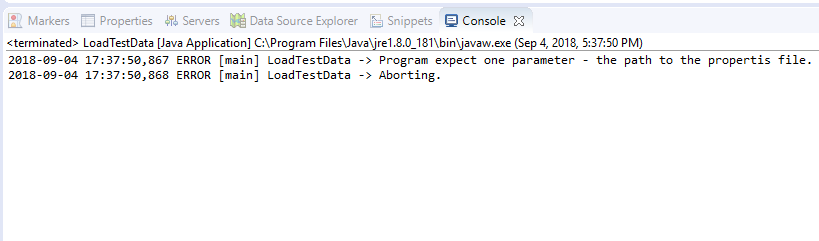 Markers Properties Servers Data Source Explorer Snippets Console
<terminated> LoadTestData [Java Application] C:\Program Files\Java\jre1.8.0_181\bin\javaw.exe (Sep 4, 2018, 5:37:50 PM)
2018-09-04 17:37:50,867 ERROR [main] LoadTestData -> Program expect one parameter - the path to the propertis file.
2018-09-04 17:37:50,868 ERROR [main] LoadTestData -> Aborting.